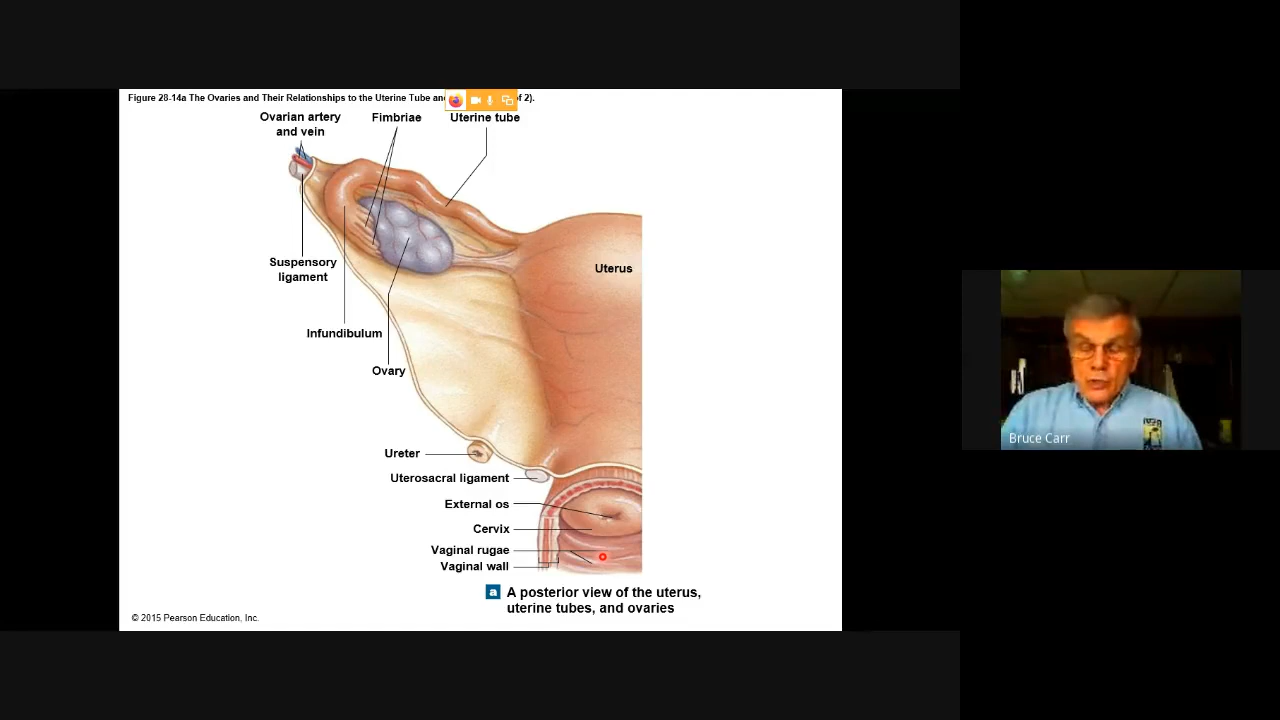 Figure 28-14a The Ovaries and Their Relationships to the Uterine Tube and of 2).
Ovarian artery
and vein
Fimbriae
Uterine tube
Uterus
Suspensory
ligament
Infundibulum
Ovary
Ureter
Uterosacral ligament
External os
Cervix
Vaginal rugae
Vaginal wall
a A posterior view of the uterus,
uterine tubes, and ovaries
© 2015 Pearson Education, Inc.
Bruce Carr